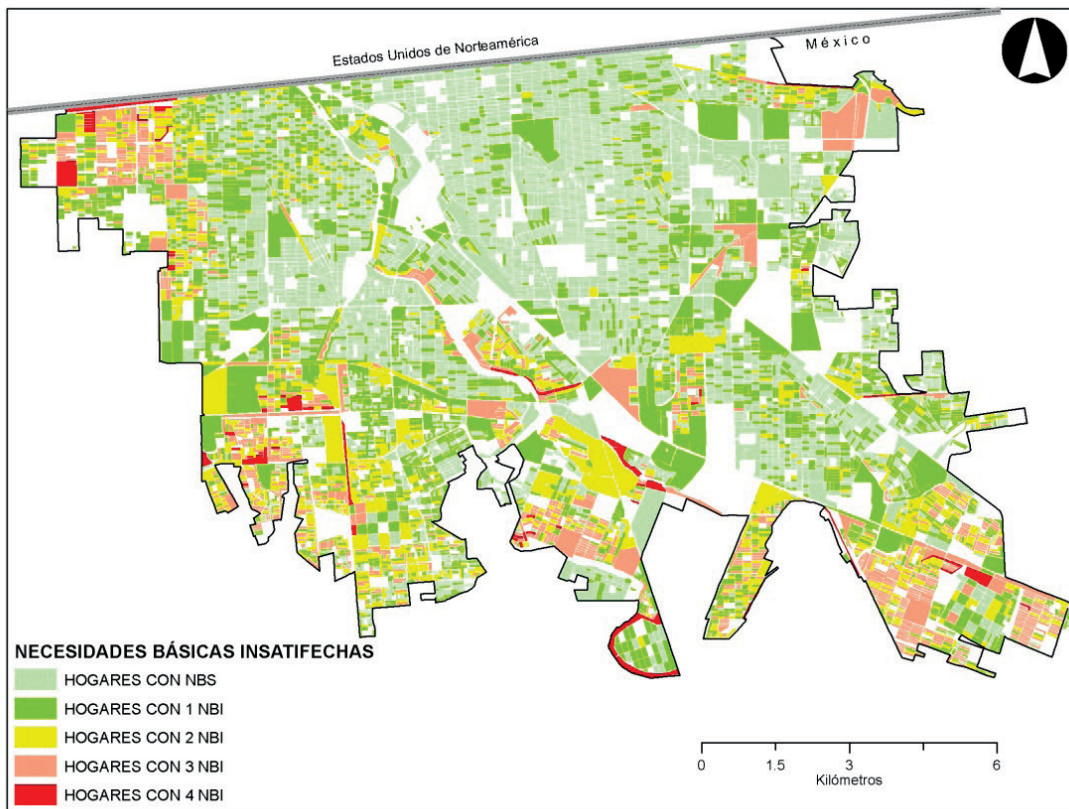 Estados Unidos de Norteamérica
México
NECESIDADES BÁSICAS INSATIFECHAS
HOGARES CON NBS
HOGARES CON 1 NBI
HOGARES CON 2 NBI
HOGARES CON 3 NBI
HOGARES CON 4 NBI
0 1.5 3 6
Kilómetros